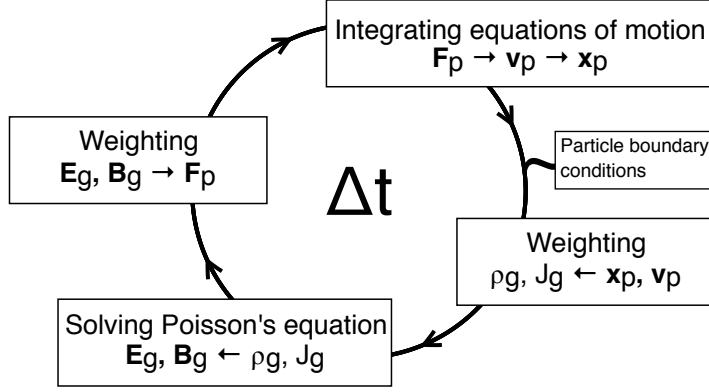 Integrating equations of motion
Fp → vp → xp
Particle boundary
conditions
Weighting
ρg, Jg ← xp, vp
Solving Poisson's equation
Eg, Bg ← ρg, Jg
Weighting
Eg, Bg → Fp
Δt